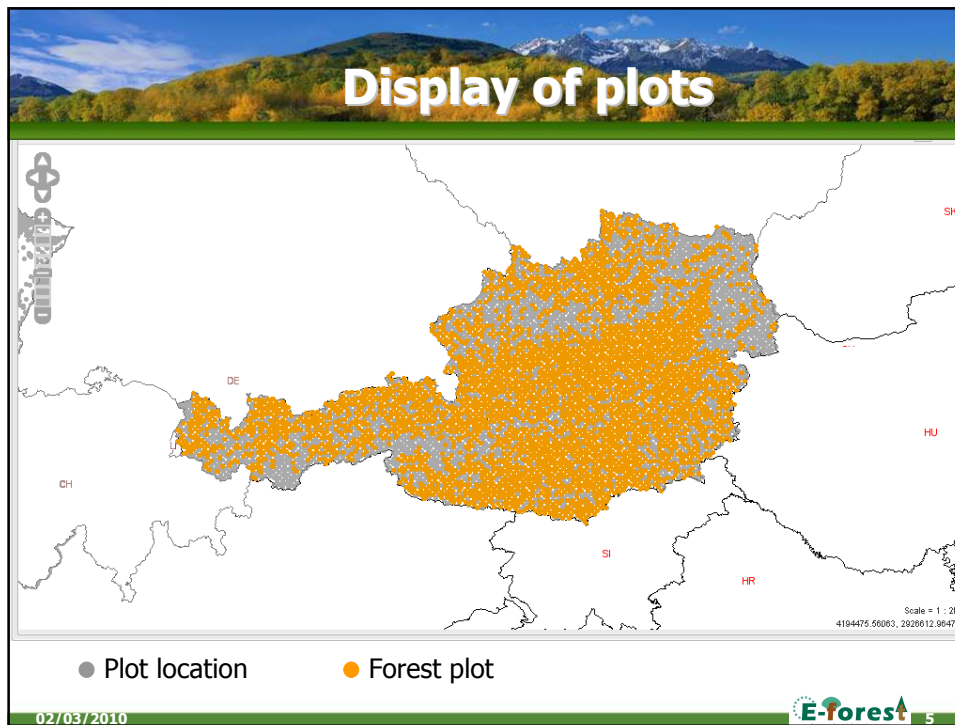 Display of plots
SK
DE
HU
CH
SI
HR
Scale = 1 : 2
4194475.56063, 2926612.9647
Plot location
Forest plot
02/03/2010
E-forest
5